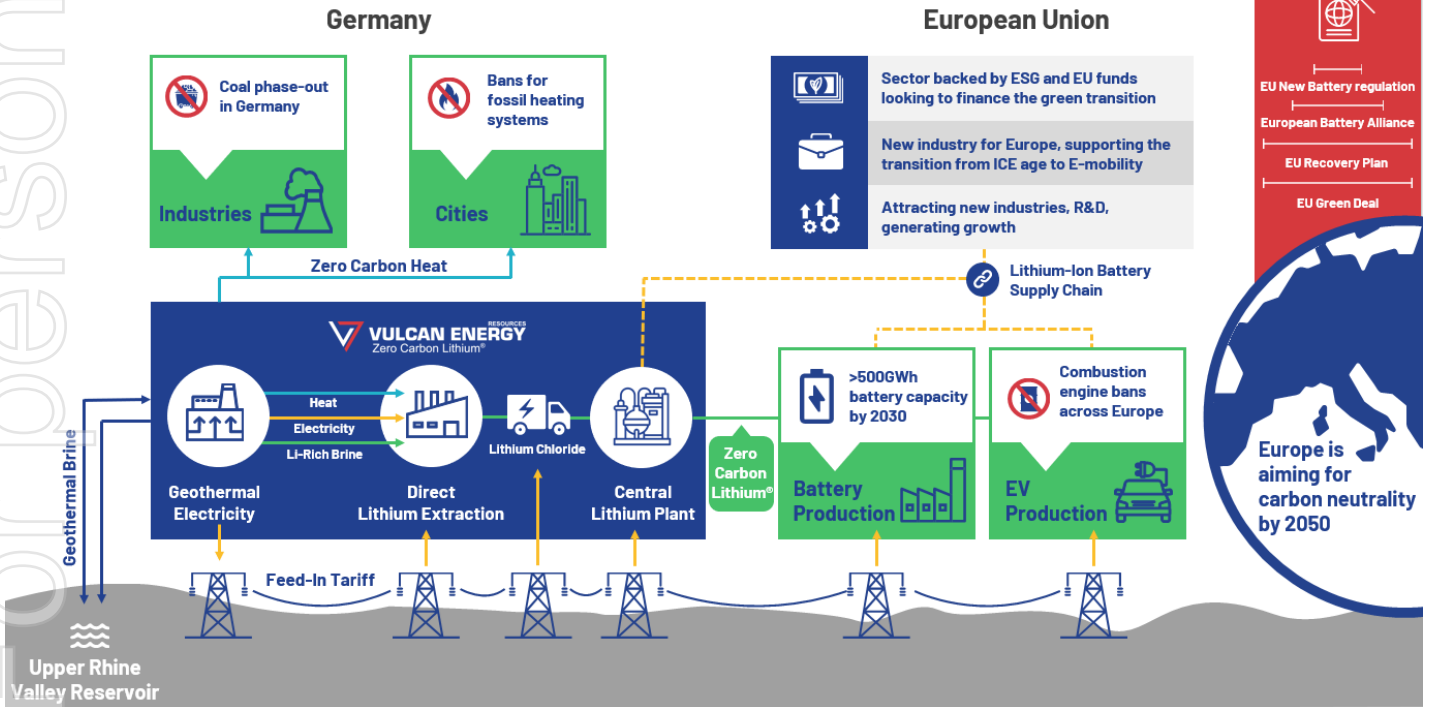 Germany
European Union
Coal phase-out
in Germany
Industries
Bans for
fossil heating
systems
Cities
Sector backed by ESG and EU funds
looking to finance the green transition
New industry for Europe, supporting the
transition from ICE age to E-mobility
Attracting new industries, R&D,
generating growth
EU New Battery regulation
European Battery Alliance
EU Recovery Plan
EU Green Deal
Zero Carbon Heat
Lithium-Ion Battery
Supply Chain
VULCAN ENERGY
RESOURCES
Zero Carbon Lithium®
Heat
Electricity
Li-Rich Brine
Lithium Chloride
Geothermal
Electricity
Direct
Lithium Extraction
Central
Lithium Plant
Zero
Carbon
Lithium®
>500GWh
battery capacity
by 2030
Battery
Production
Combustion
engine bans
across Europe
EV
Production
Europe is
aiming for
carbon neutrality
by 2050
Geothermal Brine
Feed-In Tariff
Upper Rhine
Valley Reservoir
For person